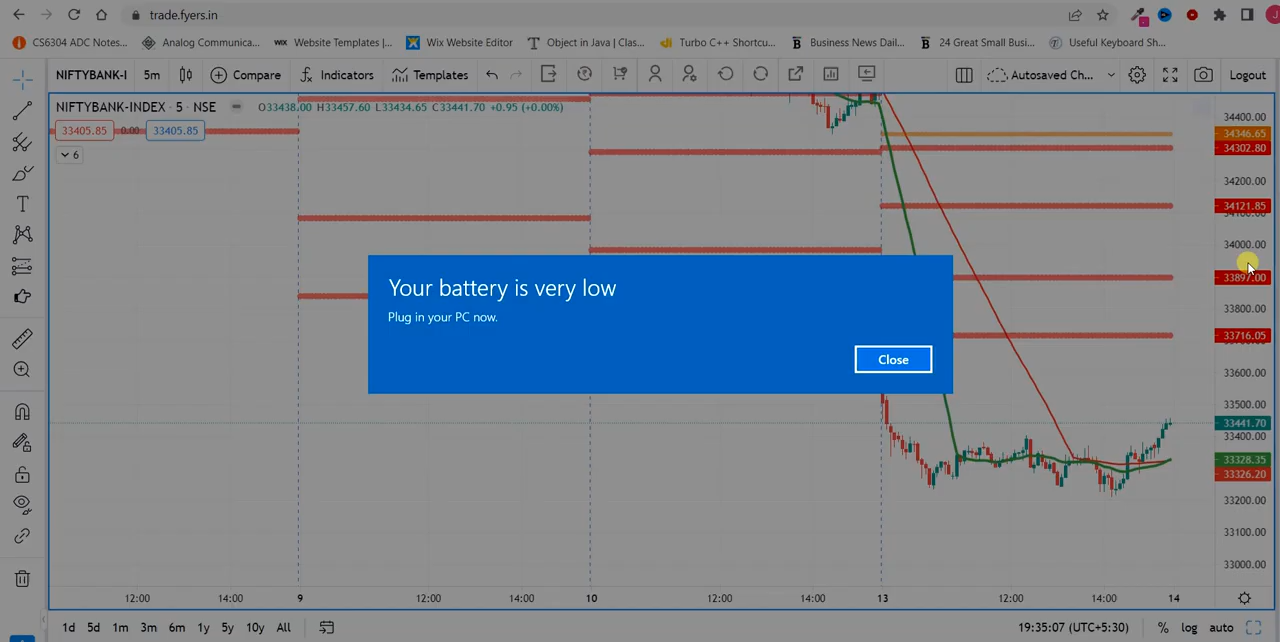 trade.fyers.in
CS6304 ADC Notes... Analog Communica... WIX Website Templates |... Wix Website Editor Object in Java | Clas... Turbo C++ Shortcu... Business News Dail... 24 Great Small Busi... Useful Keyboard Sh...
NIFTYBANK-I 5m Compare Indicators Templates Autosaved Ch... Logout
NIFTYBANK-INDEX · 5 · NSE O33438.00 H33457.60 L33434.65 C33441.70 +0.95 (+0.00%)
33405.85 0.00 33405.85
6
34400.00
34346.65
34302.80
34200.00
34121.85
34100.00
34000.00
33897.00
33800.00
33716.05
33600.00
33500.00
33441.70
33400.00
33328.35
33326.20
33200.00
33100.00
33000.00
Your battery is very low
Plug in your PC now.
Close
12:00 14:00 9 12:00 14:00 10 12:00 14:00 13 12:00 14:00 14
1d 5d 1m 3m 6m 1y 5y 10y All 19:35:07 (UTC+5:30) % log auto